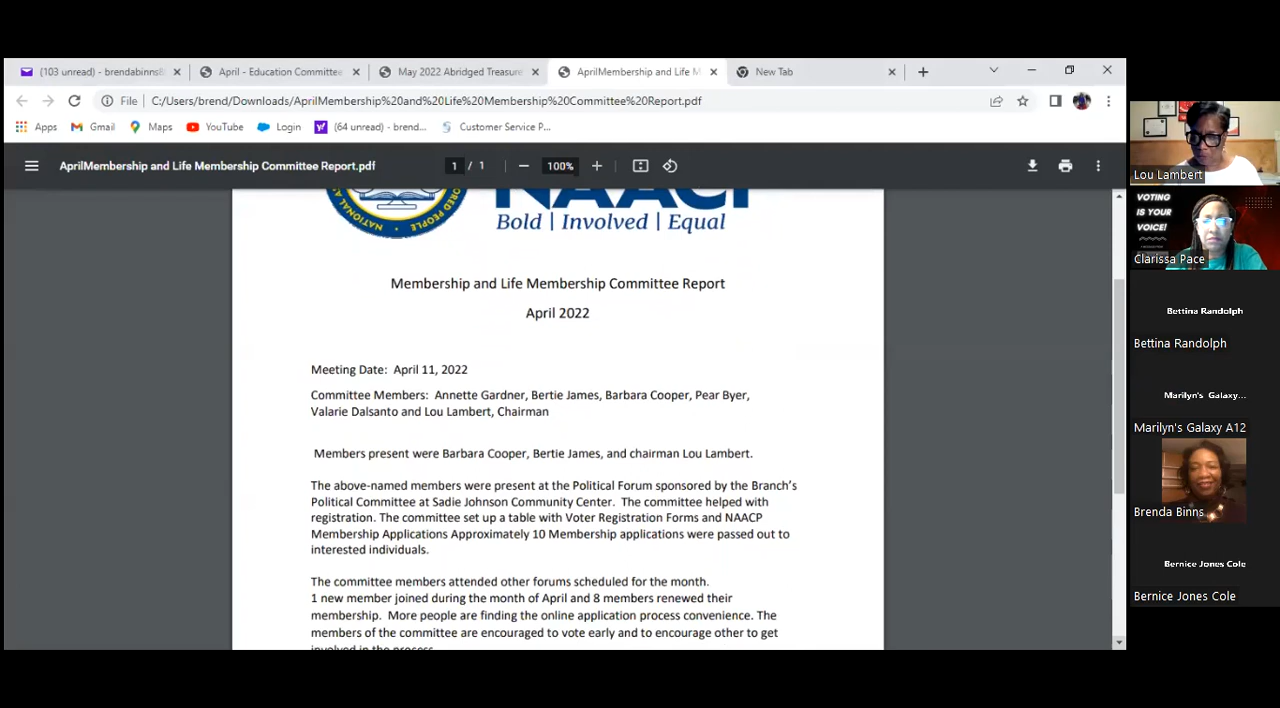 (103 unread) - brendabinns8
April - Education Committee
May 2022 Abridged Treasure
AprilMembership and Life M
New Tab
File C:/Users/brend/Downloads/AprilMembership%20and%20Life%20Membership%20Committee%20Report.pdf
Apps Gmail Maps YouTube Login (64 unread) - brend... Customer Service P...
AprilMembership and Life Membership Committee Report.pdf 1 / 1 100%
NATIONAL A
ORED PEOPLE
NAACP
Bold | Involved | Equal
Membership and Life Membership Committee Report
April 2022
Meeting Date: April 11, 2022
Committee Members: Annette Gardner, Bertie James, Barbara Cooper, Pear Byer,
Valarie Dalsanto and Lou Lambert, Chairman
Members present were Barbara Cooper, Bertie James, and chairman Lou Lambert.
The above-named members were present at the Political Forum sponsored by the Branch's
Political Committee at Sadie Johnson Community Center. The committee helped with
registration. The committee set up a table with Voter Registration Forms and NAACP
Membership Applications Approximately 10 Membership applications were passed out to
interested individuals.
The committee members attended other forums scheduled for the month.
1 new member joined during the month of April and 8 members renewed their
membership. More people are finding the online application process convenience. The
members of the committee are encouraged to vote early and to encourage other to get
involved in the process
Lou Lambert
VOTING
IS YOUR
VOICE!
Clarissa Pace
Bettina Randolph
Bettina Randolph
Marilyn's Galaxy...
Marilyn's Galaxy A12
Brenda Binns
Bernice Jones Cole
Bernice Jones Cole